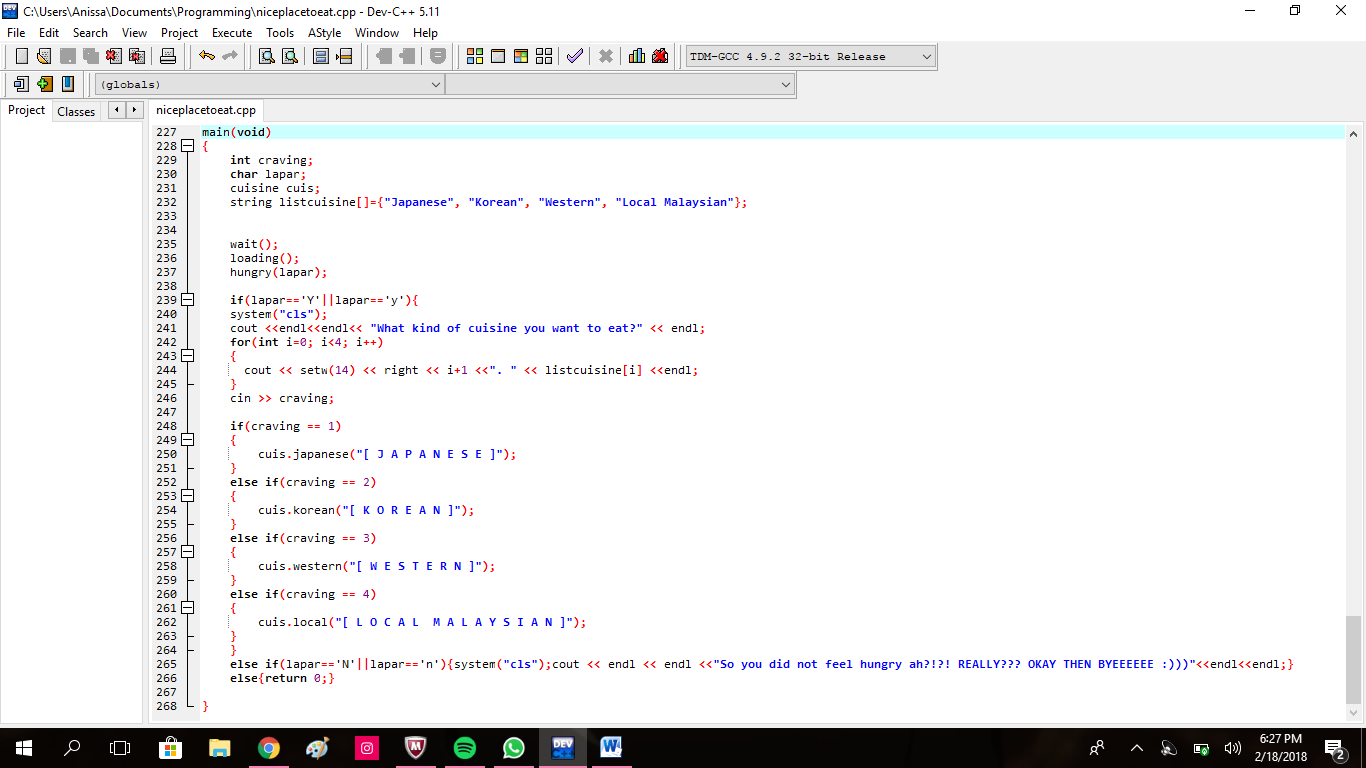 C:\Users\Anissa\Documents\Programming\niceplacetoeat.cpp - Dev-C++ 5.11
File Edit Search View Project Execute Tools AStyle Window Help
TDM-GCC 4.9.2 32-bit Release
(globals)
Project Classes niceplacetoeat.cpp
227 main(void)
228 {
229 int craving;
230 char lapar;
231 cuisine cuis;
232 string listcuisine[]={"Japanese", "Korean", "Western", "Local Malaysian"};
233
234
235 wait();
236 loading();
237 hungry(lapar);
238
239 if(lapar=='Y'||lapar=='y'){
240 system("cls");
241 cout <<endl<<endl<< "What kind of cuisine you want to eat?" << endl;
242 for(int i=0; i<4; i++)
243 {
244 cout << setw(14) << right << i+1 <<". " << listcuisine[i] <<endl;
245 }
246 cin >> craving;
247
248 if(craving == 1)
249 {
250 cuis.japanese("[ J A P A N E S E ]");
251 }
252 else if(craving == 2)
253 {
254 cuis.korean("[ K O R E A N ]");
255 }
256 else if(craving == 3)
257 {
258 cuis.western("[ W E S T E R N ]");
259 }
260 else if(craving == 4)
261 {
262 cuis.local("[ L O C A L  M A L A Y S I A N ]");
263 }
264 }
265 else if(lapar=='N'||lapar=='n'){system("cls");cout << endl << endl <<"So you did not feel hungry ah?!?! REALLY??? OKAY THEN BYEEEEEE :)))"<<endl<<endl;}
266 else{return 0;}
267
268 }
6:27 PM
2/18/2018
2